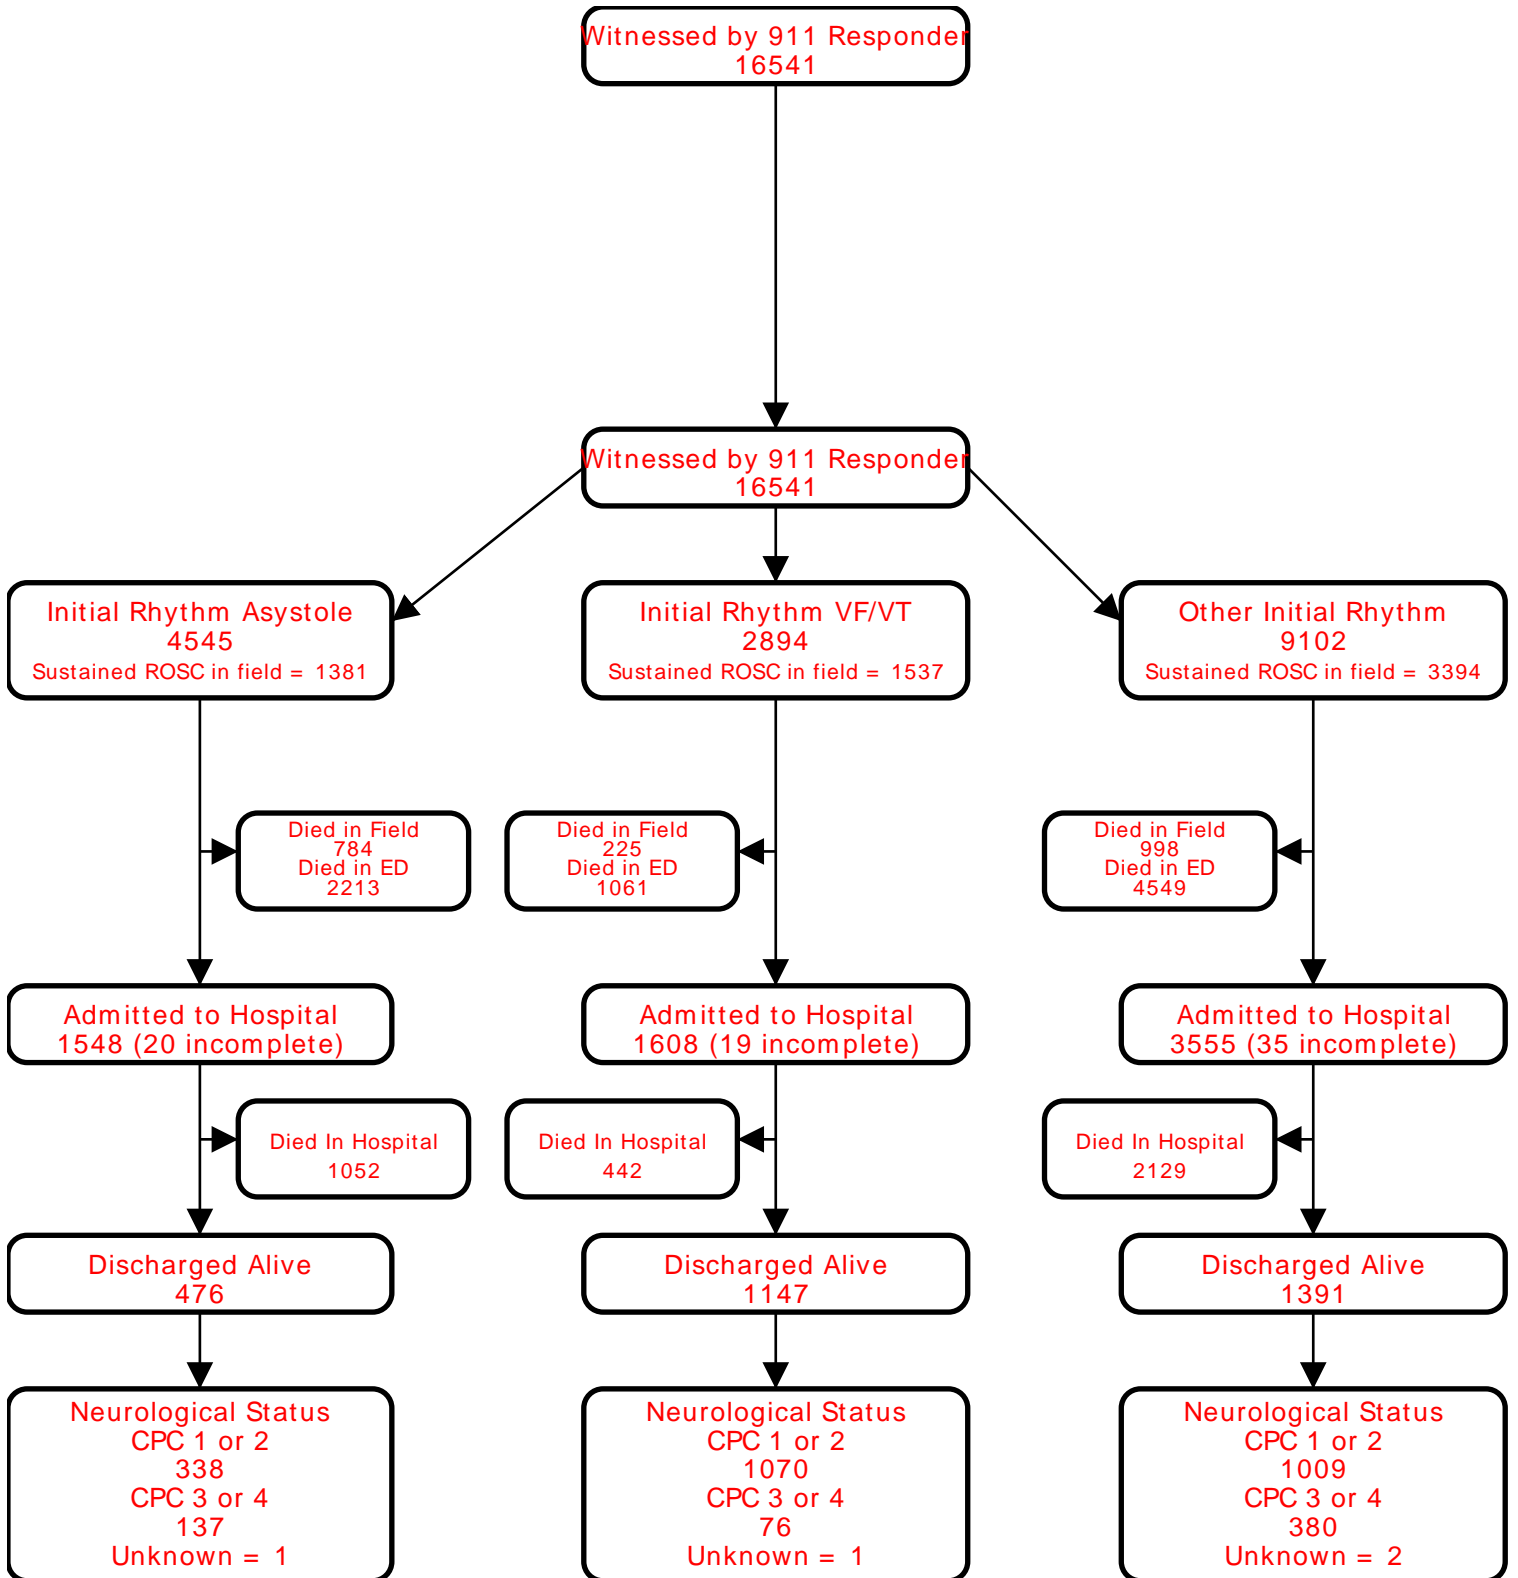 Witnessed by 911 Responder
16541
Witnessed by 911 Responder
16541
Initial Rhythm Asystole
4545
Sustained ROSC in field = 1381
Initial Rhythm VF/VT
2894
Sustained ROSC in field = 1537
Other Initial Rhythm
9102
Sustained ROSC in field = 3394
Died in Field
784
Died in ED
2213
Died in Field
225
Died in ED
1061
Died in Field
998
Died in ED
4549
Admitted to Hospital
1548 (20 incomplete)
Admitted to Hospital
1608 (19 incomplete)
Admitted to Hospital
3555 (35 incomplete)
Died In Hospital
1052
Died In Hospital
442
Died In Hospital
2129
Discharged Alive
476
Discharged Alive
1147
Discharged Alive
1391
Neurological Status
CPC 1 or 2
338
CPC 3 or 4
137
Unknown = 1
Neurological Status
CPC 1 or 2
1070
CPC 3 or 4
76
Unknown = 1
Neurological Status
CPC 1 or 2
1009
CPC 3 or 4
380
Unknown = 2